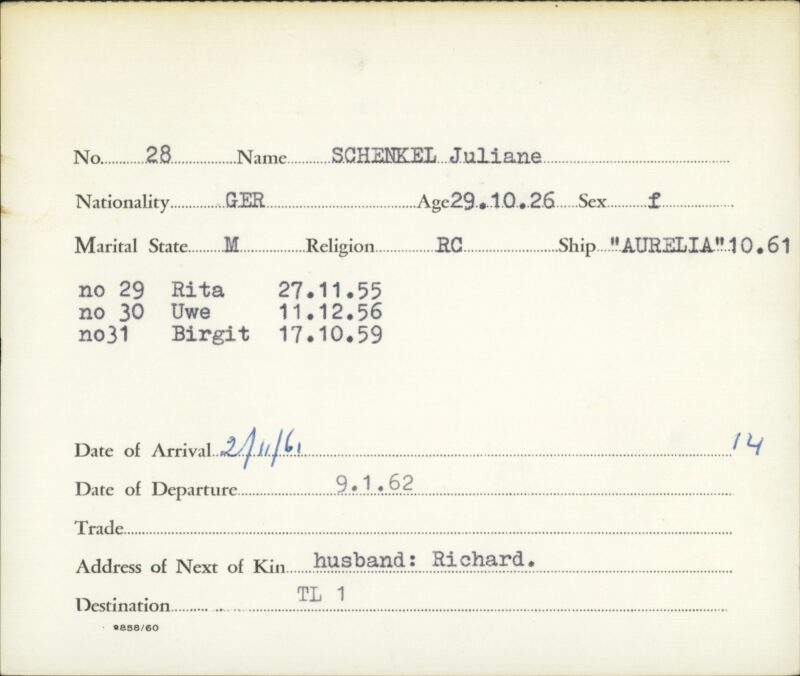 No. 28 Name SCHENKEL Juliane
Nationality GER Age 29.10.26 Sex f
Marital State M Religion RC Ship "AURELIA"10.61
no 29 Rita 27.11.55
no 30 Uwe 11.12.56
no31 Birgit 17.10.59
Date of Arrival 2/11/61 14
Date of Departure 9.1.62
Trade
Address of Next of Kin husband: Richard.
Destination TL 1
2858/60